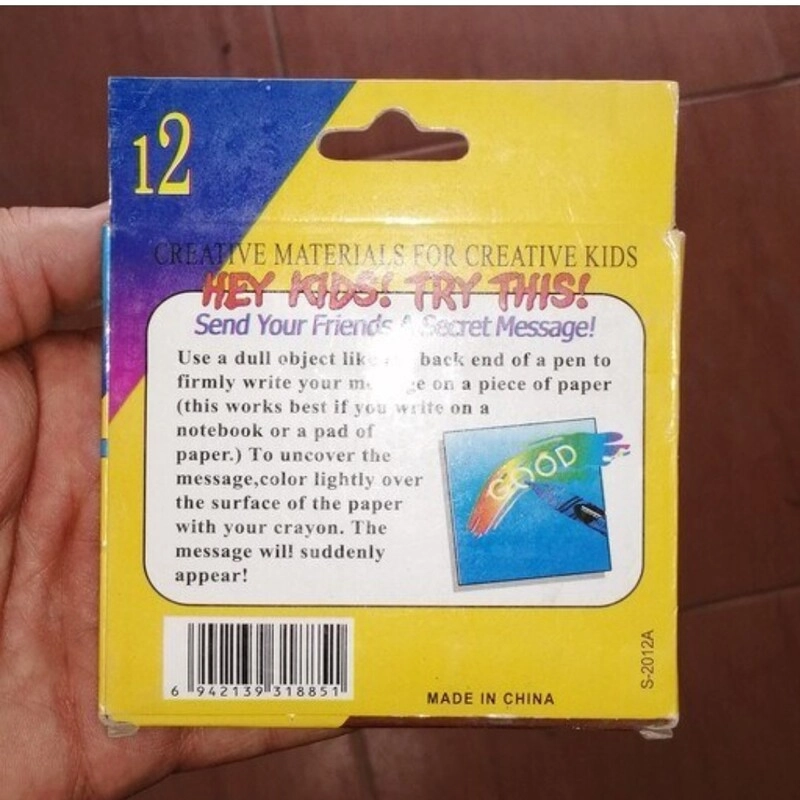 12
CREATIVE MATERIALS FOR CREATIVE KIDS
HEY KIDS! TRY THIS!
Send Your Friends A Secret Message!
Use a dull object like back end of a pen to
firmly write your message on a piece of paper
(this works best if you write on a
notebook or a pad of
paper.) To uncover the
message,color lightly over
the surface of the paper
with your crayon. The
message will suddenly
appear!
GOOD
6 942139 318851
MADE IN CHINA
S-2012A